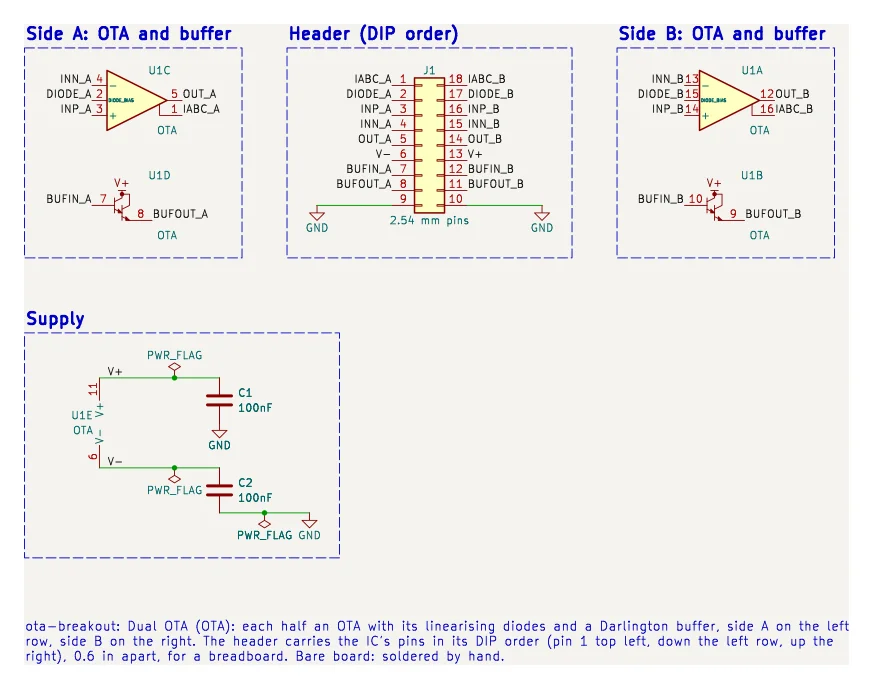 Side A: OTA and buffer
Header (DIP order)
Side B: OTA and buffer
U1C
INN_A 4
DIODE_A 2
INP_A 3
DIODE_BIAS
− +
5 OUT_A
1 IABC_A
OTA
U1D
V+
BUFIN_A 7
8 BUFOUT_A
OTA
J1
IABC_A 1 18 IABC_B
DIODE_A 2 17 DIODE_B
INP_A 3 16 INP_B
INN_A 4 15 INN_B
OUT_A 5 14 OUT_B
V− 6 13 V+
BUFIN_A 7 12 BUFIN_B
BUFOUT_A 8 11 BUFOUT_B
9 10
GND GND
2.54 mm pins
U1A
INN_B 13
DIODE_B 15
INP_B 14
DIODE_BIAS
− +
12 OUT_B
16 IABC_B
OTA
U1B
V+
BUFIN_B 10
9 BUFOUT_B
OTA
Supply
PWR_FLAG
V+
11
V+
U1E
OTA
V−
6
V−
C1
100nF
GND
PWR_FLAG
C2
100nF
PWR_FLAG GND
ota-breakout: Dual OTA (OTA): each half an OTA with its linearising diodes and a Darlington buffer, side A on the left
row, side B on the right. The header carries the IC's pins in its DIP order (pin 1 top left, down the left row, up the
right), 0.6 in apart, for a breadboard. Bare board: soldered by hand.